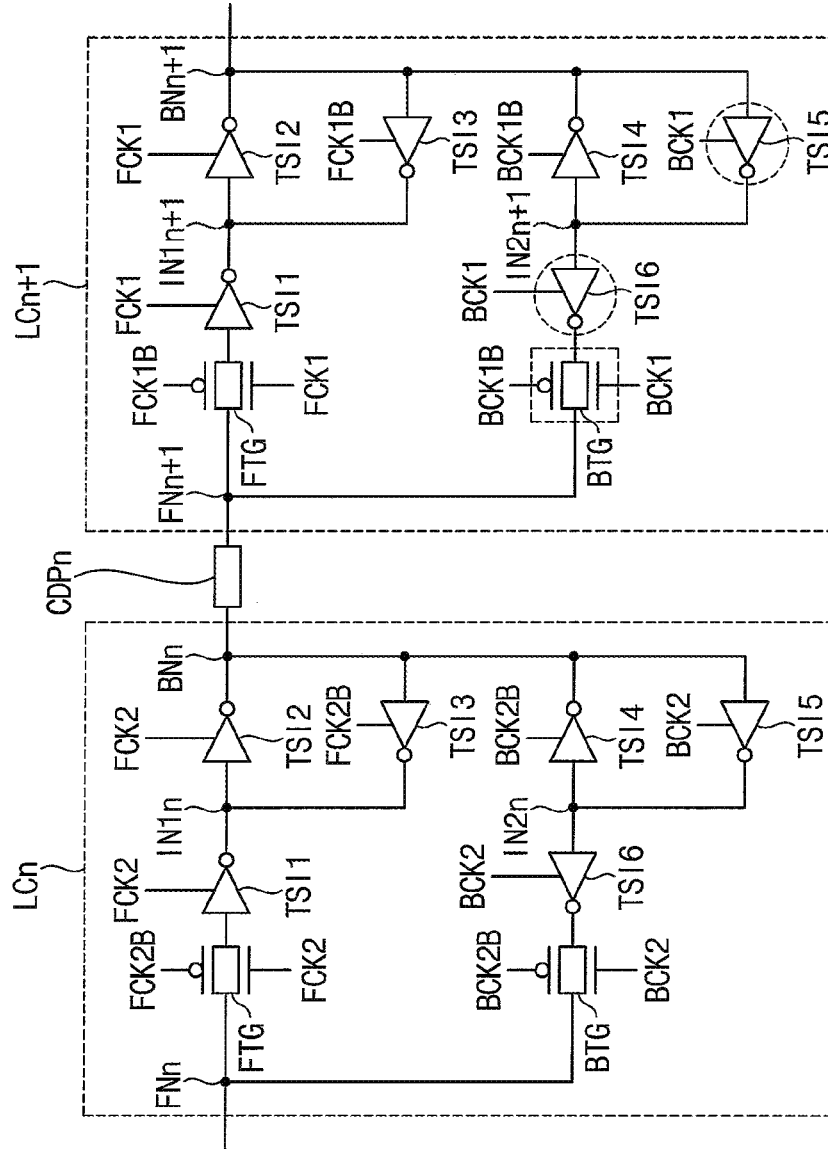 LCn
CDPn
LCn+1
FNn
FCK2B
FTG
FCK2
FCK2
TSI1
IN1n
FCK2
TSI2
BNn
FCK2B
TSI3
BCK2B
BTG
BCK2
BCK2
TSI6
IN2n
BCK2B
TSI4
BCK2
TSI5
FNn+1
FCK1B
FTG
FCK1
FCK1
TSI1
IN1n+1
FCK1
TSI2
BNn+1
FCK1B
TSI3
BCK1B
BTG
BCK1
BCK1
TSI6
IN2n+1
BCK1B
TSI4
BCK1
TSI5